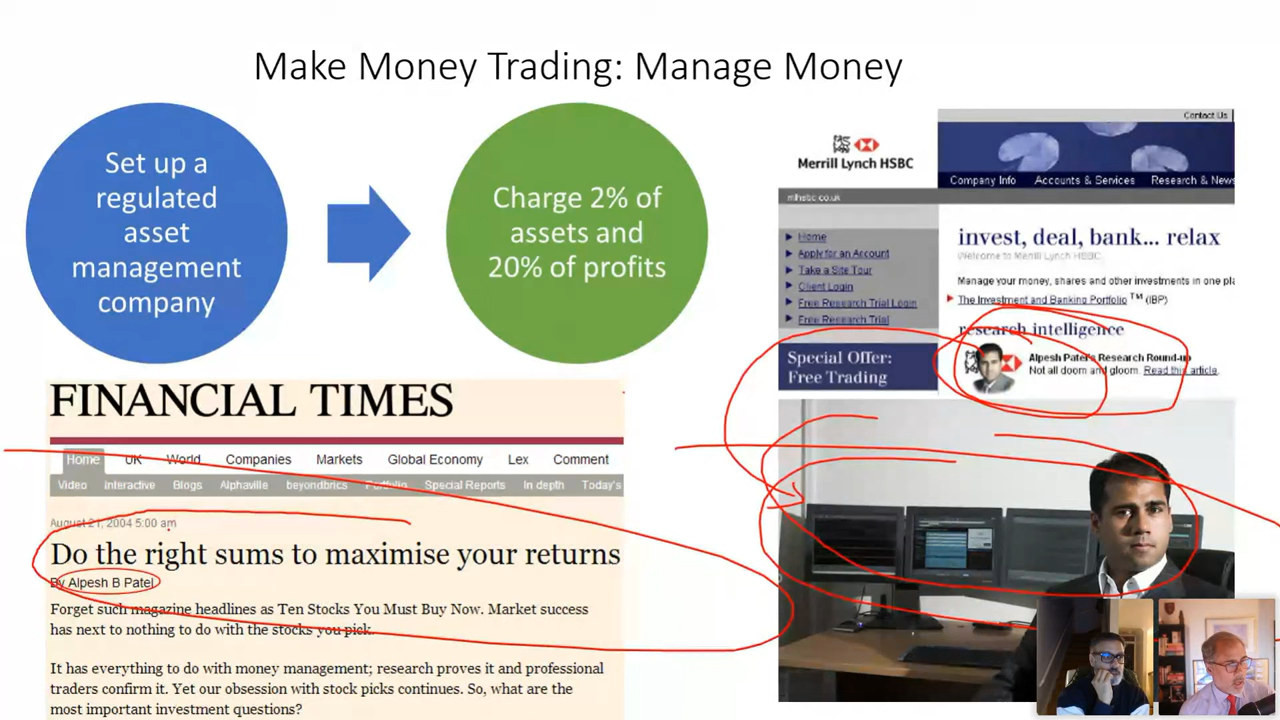 Make Money Trading: Manage Money
Set up a
regulated
asset
management
company
Charge 2% of
assets and
20% of profits
FINANCIAL TIMES
Home UK World Companies Markets Global Economy Lex Comment
Video Interactive Blogs Alphaville beyondbrics Portfolio Special Reports In depth Today's
August 21, 2004 5:00 am
Do the right sums to maximise your returns
By Alpesh B Patel
Forget such magazine headlines as Ten Stocks You Must Buy Now. Market success
has next to nothing to do with the stocks you pick.
It has everything to do with money management; research proves it and professional
traders confirm it. Yet our obsession with stock picks continues. So, what are the
most important investment questions?
Contact Us
Merrill Lynch HSBC
Company Info Accounts & Services Research & News
mlhsbc.co.uk
Home
Apply for an Account
Take a Site Tour
Client Login
Free Research Trial Login
Free Research Trial
Special Offer:
Free Trading
invest, deal, bank... relax
Welcome to Merrill Lynch HSBC.
Manage your money, shares and other investments in one pla
The Investment and Banking Portfolio TM (IBP)
research intelligence
Alpesh Patel's Research Round-up
Not all doom and gloom. Read this article.